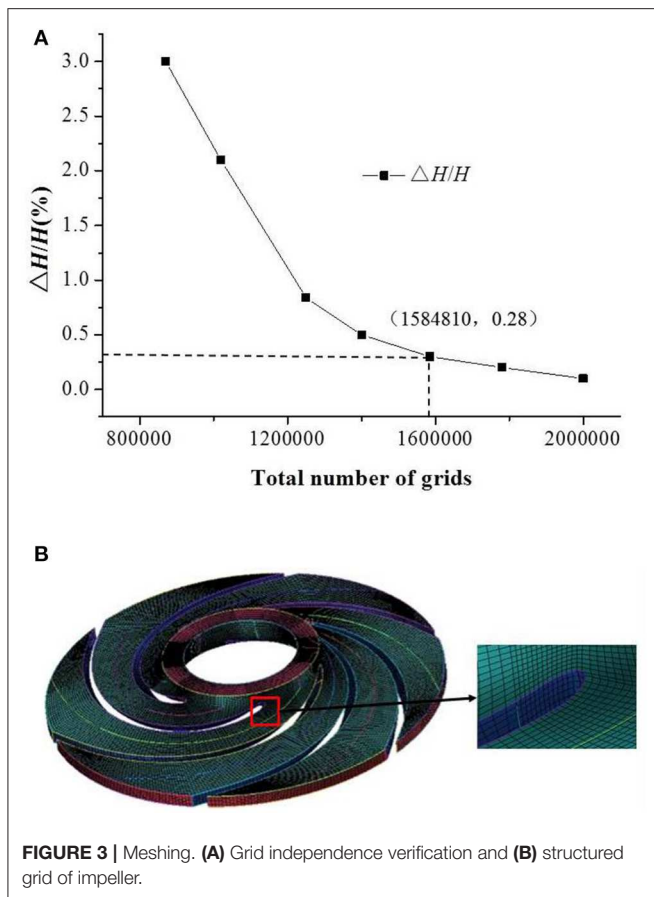 A
3.0
2.5
2.0
1.5
1.0
0.5
0.0
△H/H(%)
△H/H
（1584810，0.28）
800000 1200000 1600000 2000000
Total number of grids
B
FIGURE 3 | Meshing. (A) Grid independence verification and (B) structured
grid of impeller.